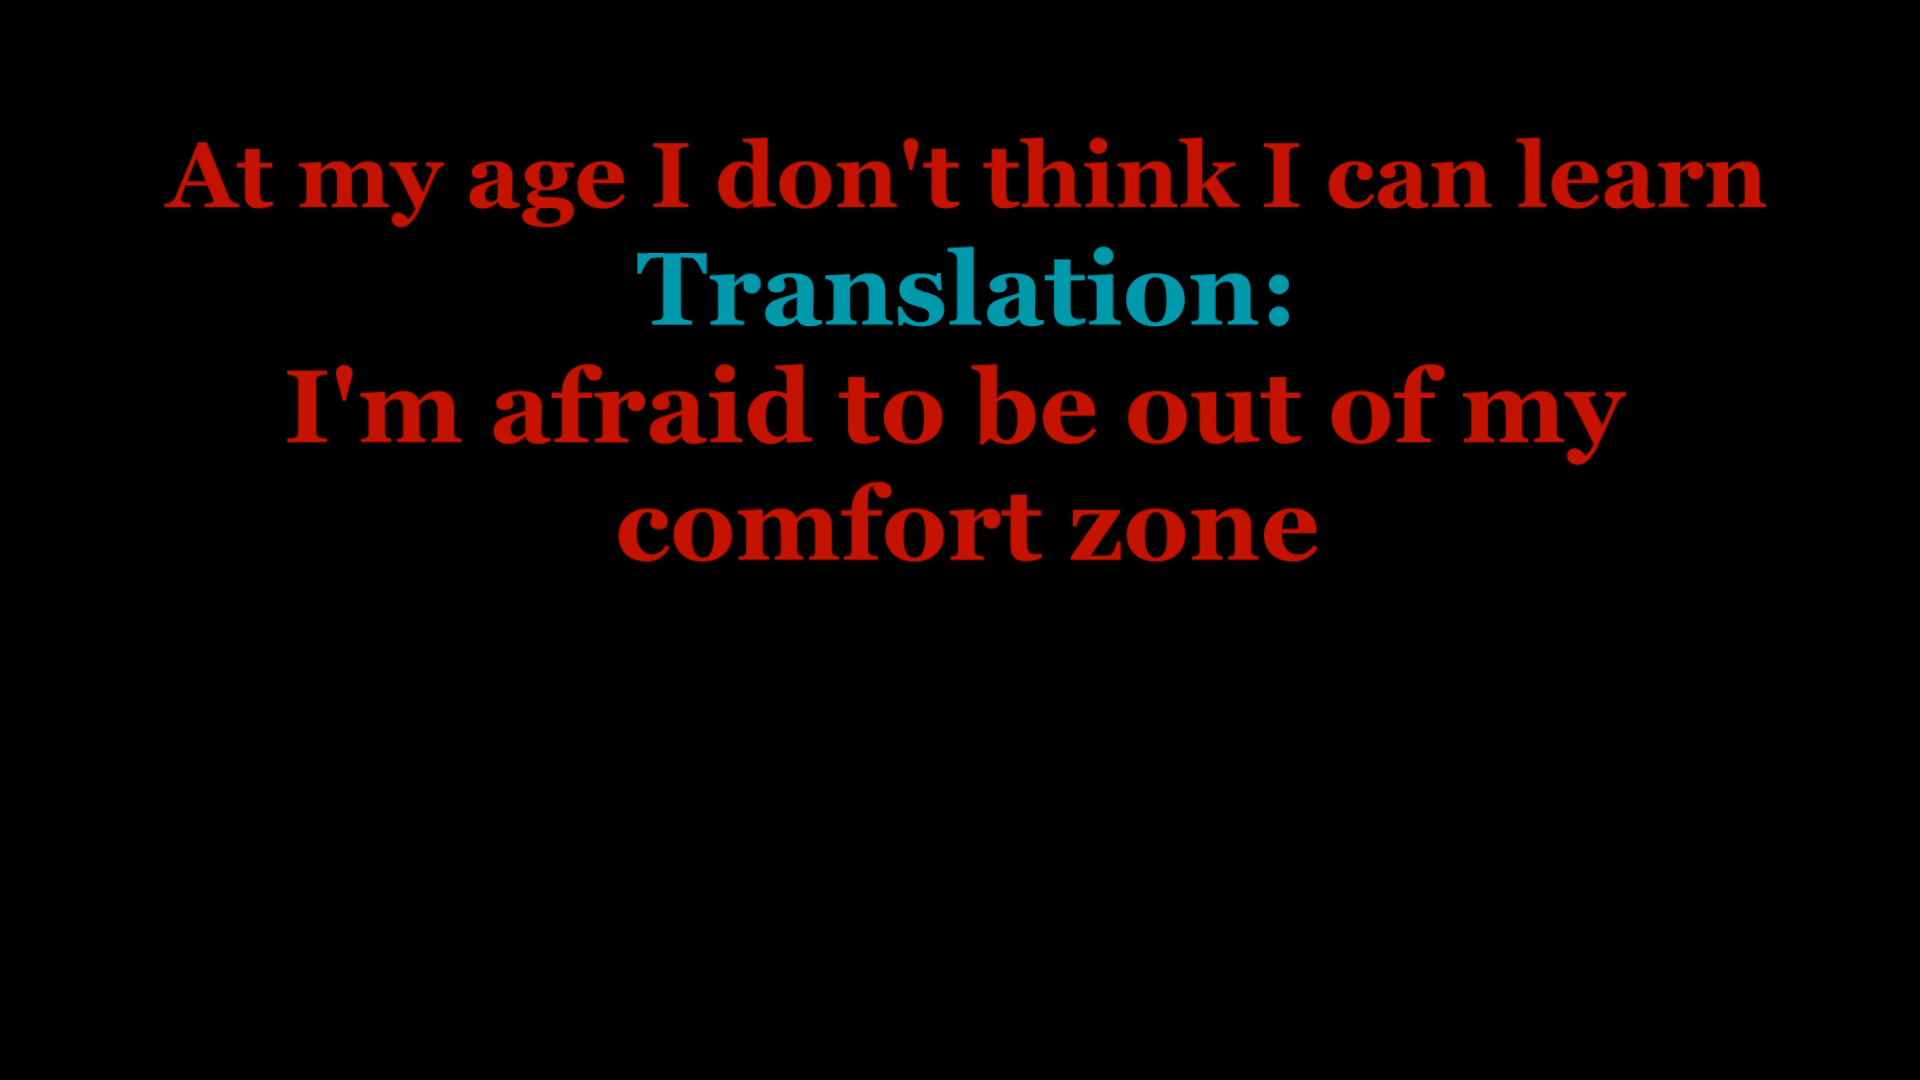 At my age I don't think I can learn
Translation:
I'm afraid to be out of my
comfort zone